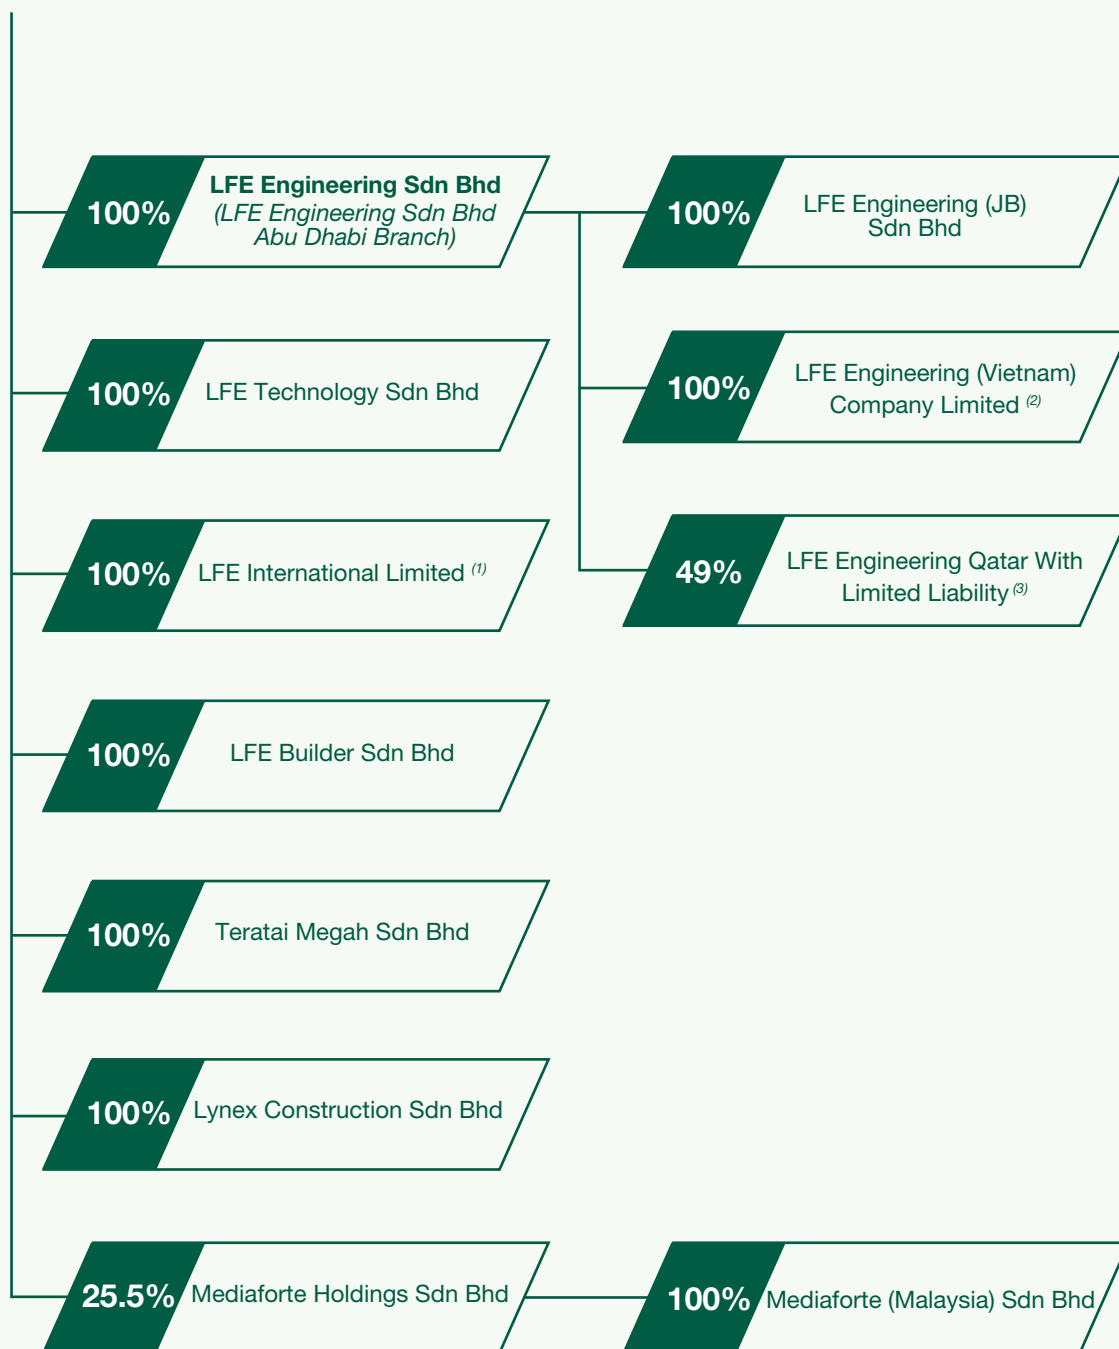 100%
LFE Engineering Sdn Bhd
(LFE Engineering Sdn Bhd
Abu Dhabi Branch)
100%
LFE Engineering (JB)
Sdn Bhd
100%
LFE Technology Sdn Bhd
100%
LFE Engineering (Vietnam)
Company Limited (2)
100%
LFE International Limited (1)
49%
LFE Engineering Qatar With
Limited Liability (3)
100%
LFE Builder Sdn Bhd
100%
Teratai Megah Sdn Bhd
100%
Lynex Construction Sdn Bhd
25.5%
Mediaforte Holdings Sdn Bhd
100%
Mediaforte (Malaysia) Sdn Bhd